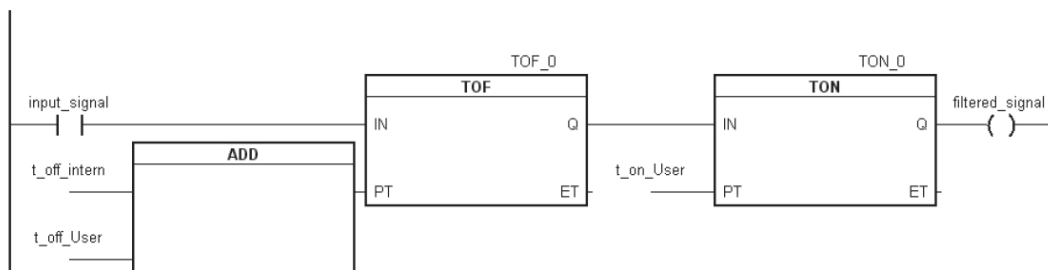 TOF_0
TON_0
TOF
TON
input_signal
filtered_signal
IN
Q
IN
Q
ADD
t_off_intern
t_on_User
PT
ET
PT
ET
t_off_User